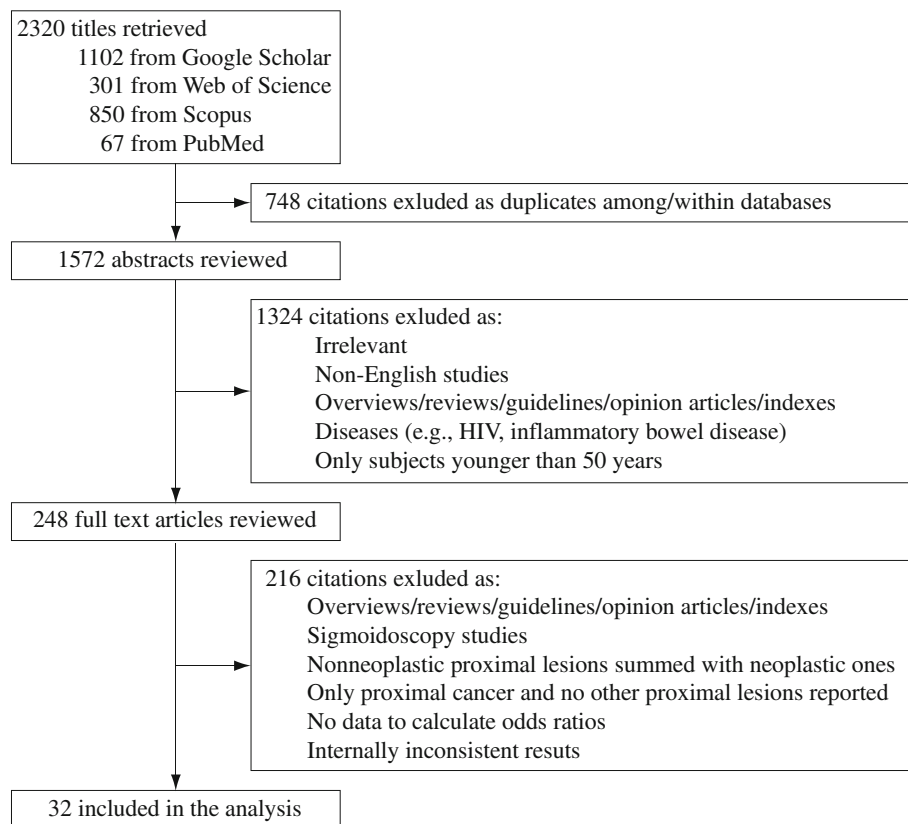 2320 titles retrieved
1102 from Google Scholar
301 from Web of Science
850 from Scopus
67 from PubMed
748 citations exluded as duplicates among/within databases
1572 abstracts reviewed
1324 citations exluded as:
Irrelevant
Non-English studies
Overviews/reviews/guidelines/opinion articles/indexes
Diseases (e.g., HIV, inflammatory bowel disease)
Only subjects younger than 50 years
248 full text articles reviewed
216 citations exluded as:
Overviews/reviews/guidelines/opinion articles/indexes
Sigmoidoscopy studies
Nonneoplastic proximal lesions summed with neoplastic ones
Only proximal cancer and no other proximal lesions reported
No data to calculate odds ratios
Internally inconsistent resuts
32 included in the analysis